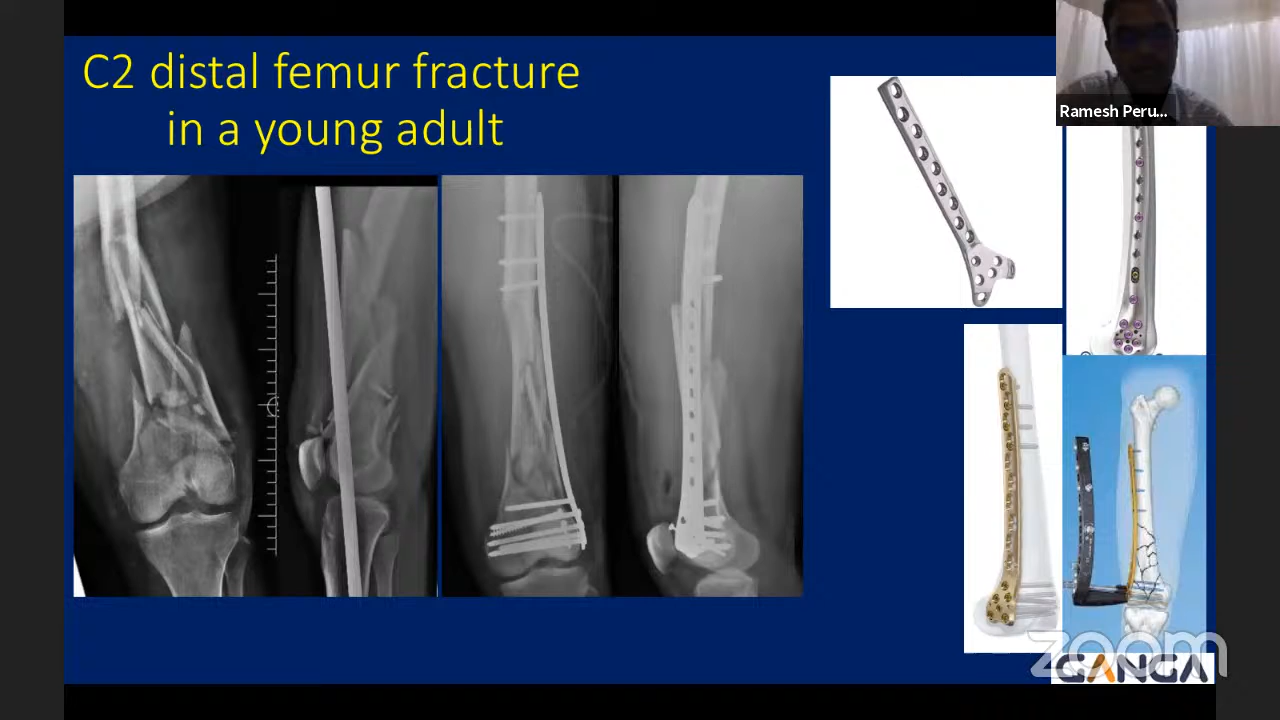 C2 distal femur fracture
in a young adult
Ramesh Peru...
zoom
GANGA